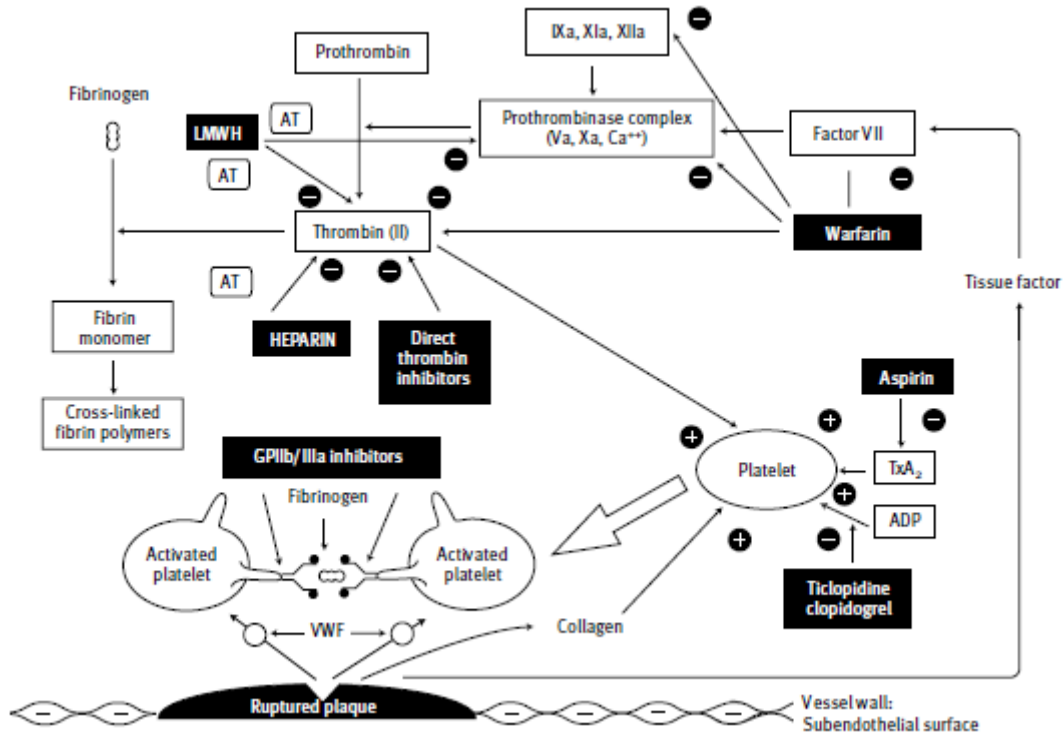 IXa, XIa, XIIa
Prothrombin
Fibrinogen
LMWH
AT
Prothrombinase complex
(Va, Xa, Ca⁺⁺)
Factor VII
AT
Thrombin (II)
Warfarin
AT
Tissue factor
Fibrin
monomer
HEPARIN
Direct
thrombin
inhibitors
Aspirin
Cross-linked
fibrin polymers
GPIIb/IIIa inhibitors
Platelet
TxA₂
Fibrinogen
ADP
Activated
platelet
Activated
platelet
Ticlopidine
clopidogrel
VWF
Collagen
Ruptured plaque
Vessel wall:
Subendothelial surface